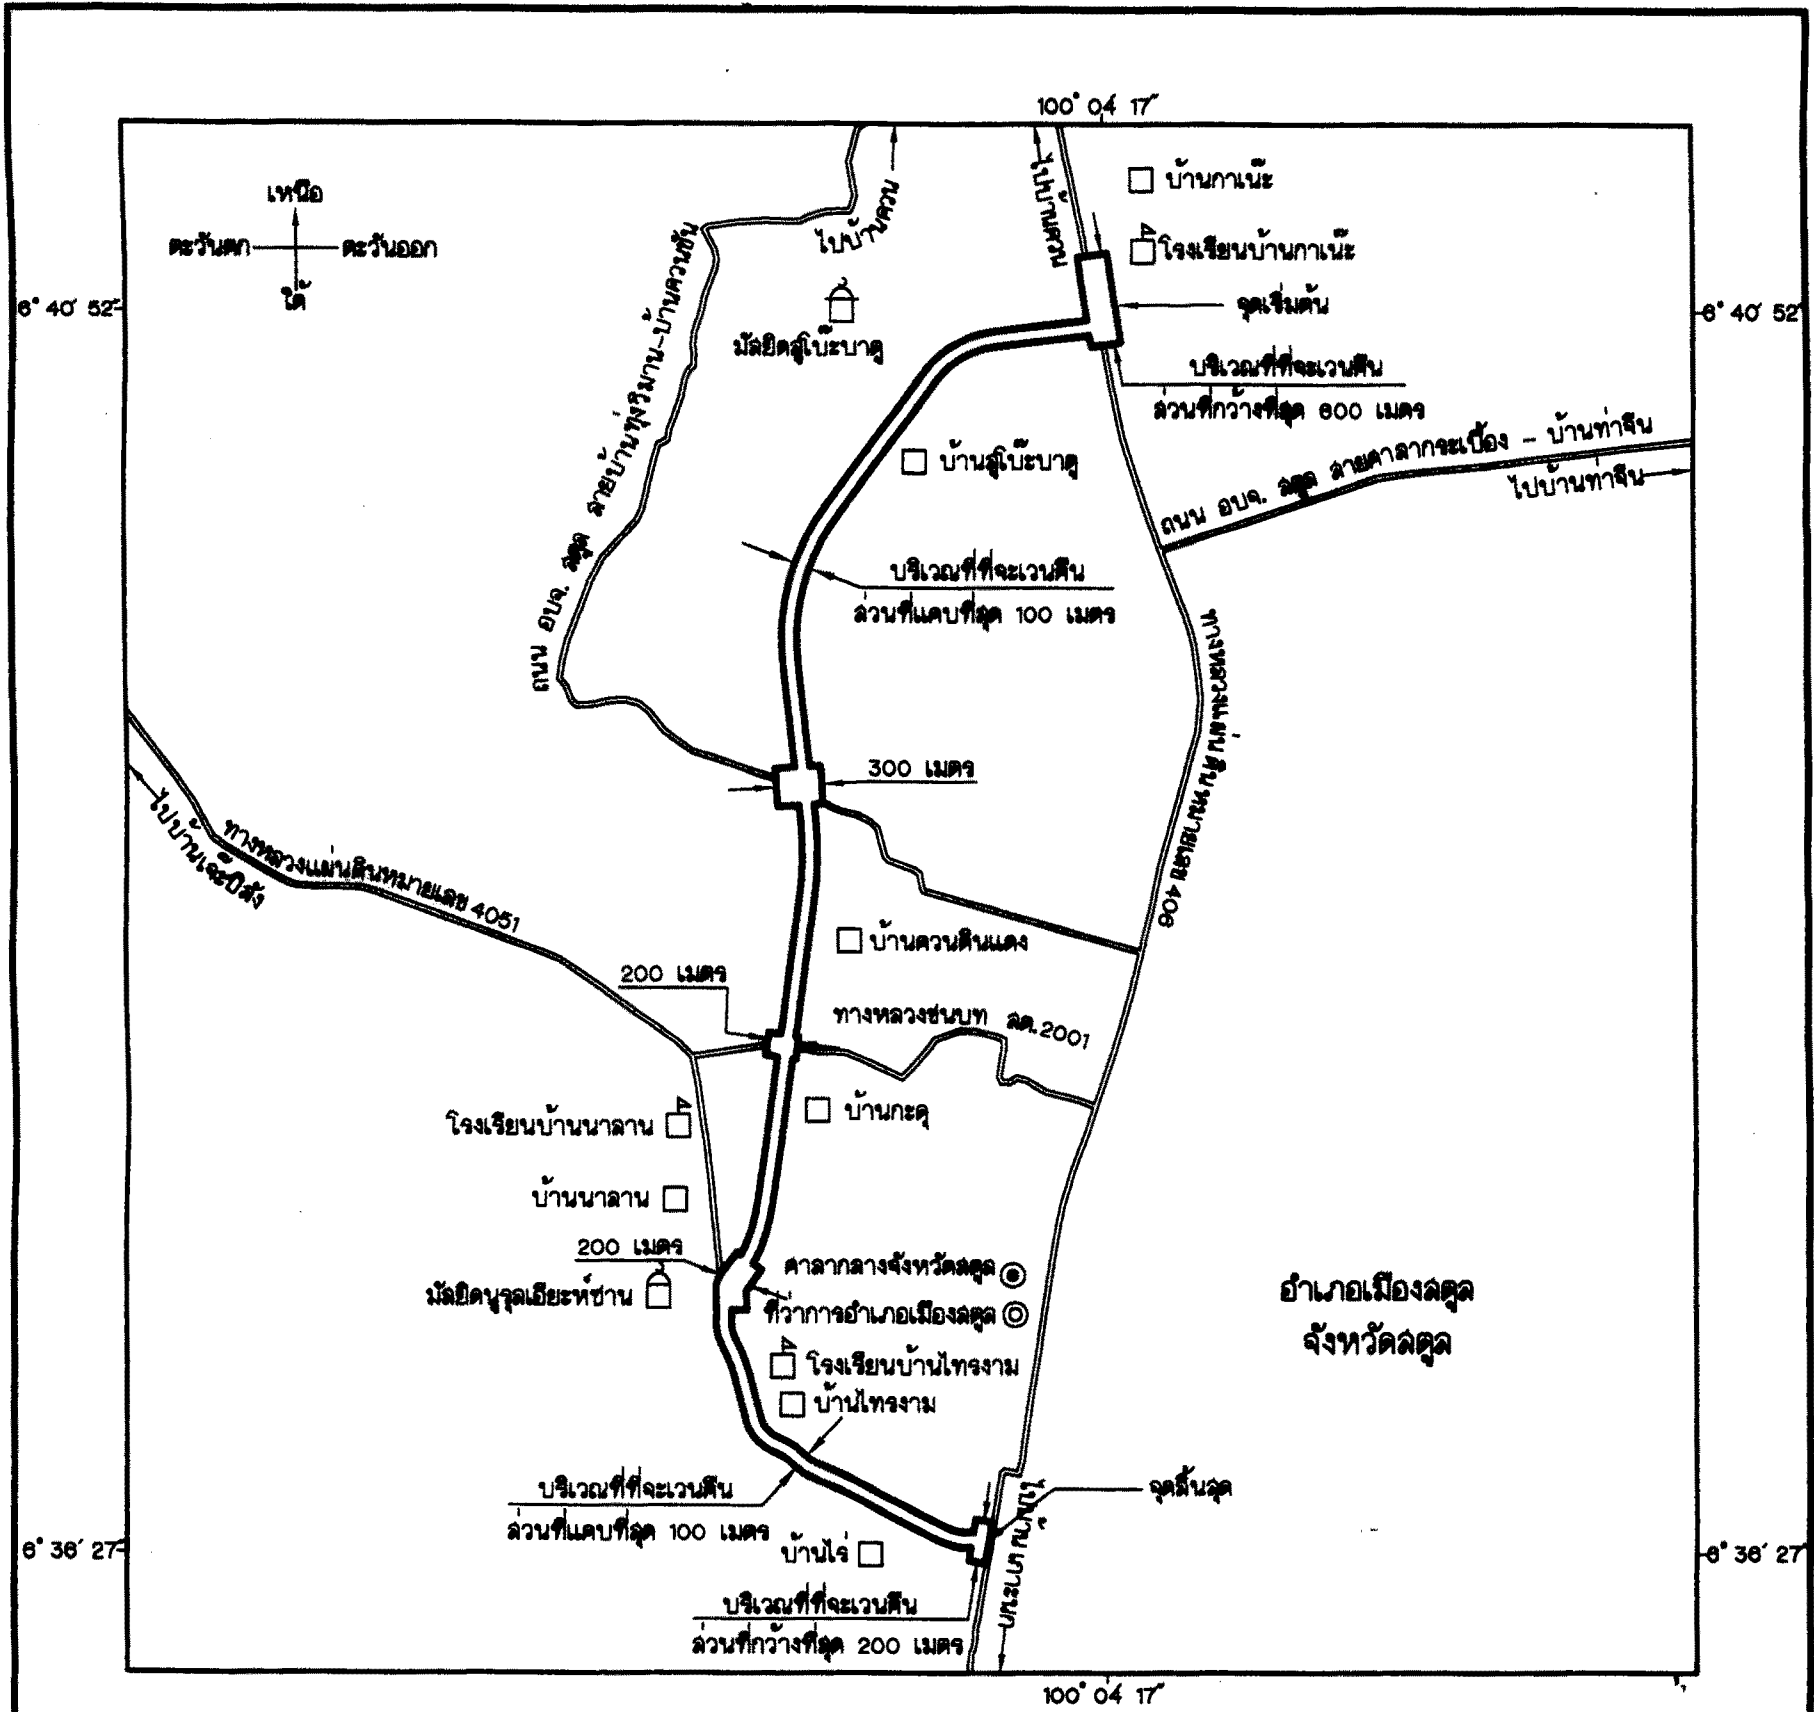 100° 04′ 17″
เหนือ
ตะวันตก
ตะวันออก
ใต้
6° 40′ 52″
6° 40′ 52″
ไปบ้านควน
ไปบ้านควน
บ้านกาเน๊ะ
โรงเรียนบ้านกาเน๊ะ
จุดเริ่มต้น
มัสยิดสูโบ๊ะบาตู
บริเวณที่ที่จะเวนคืน
ส่วนที่กว้างที่สุด 600 เมตร
ถนน อบจ. สตูล สายบ้านทุ่งวิมาน-บ้านควนขัน
บ้านสูโบ๊ะบาตู
ถนน อบจ. สตูล สายศาลากระเบื้อง - บ้านท่าจีน
ไปบ้านท่าจีน
บริเวณที่ที่จะเวนคืน
ส่วนที่แคบที่สุด 100 เมตร
ทางหลวงแผ่นดินหมายเลข 406
300 เมตร
ไปบ้านเจ๊ะบิลัง
ทางหลวงแผ่นดินหมายเลข 4051
บ้านควนดินแดง
200 เมตร
ทางหลวงชนบท สต.2001
โรงเรียนบ้านนาลาน
บ้านกะดุ
บ้านนาลาน
200 เมตร
ศาลากลางจังหวัดสตูล
มัสยิดนูรุลเอียะห์ซาน
ที่ว่าการอำเภอเมืองสตูล
อำเภอเมืองสตูล
จังหวัดสตูล
โรงเรียนบ้านไทรงาม
บ้านไทรงาม
บริเวณที่ที่จะเวนคืน
ส่วนที่แคบที่สุด 100 เมตร
จุดสิ้นสุด
บ้านไร่
6° 36′ 27″
6° 36′ 27″
บริเวณที่ที่จะเวนคืน
ส่วนที่กว้างที่สุด 200 เมตร
100° 04′ 17″